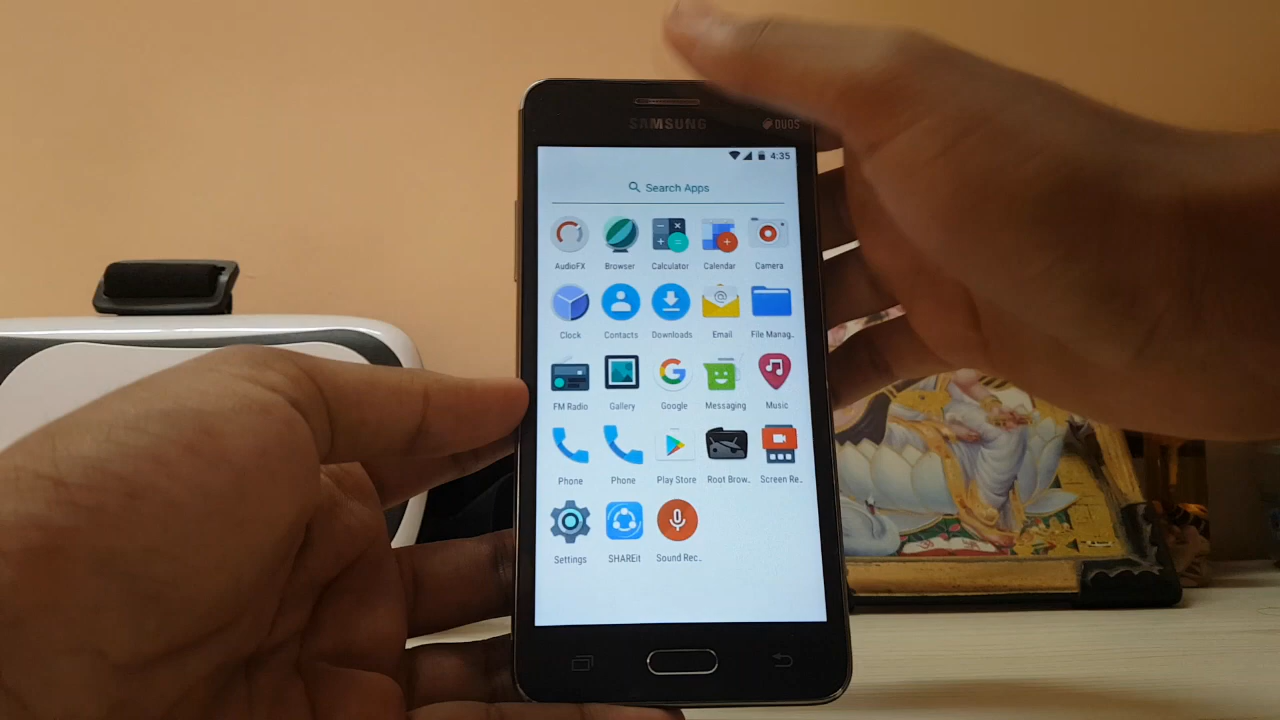 SAMSUNG
DUOS
4:35
Search Apps
AudioFX Browser Calculator Calendar Camera
Clock Contacts Downloads Email File Manag..
FM Radio Gallery Google Messaging Music
Phone Phone Play Store Root Brow.. Screen Re..
Settings SHAREit Sound Rec..